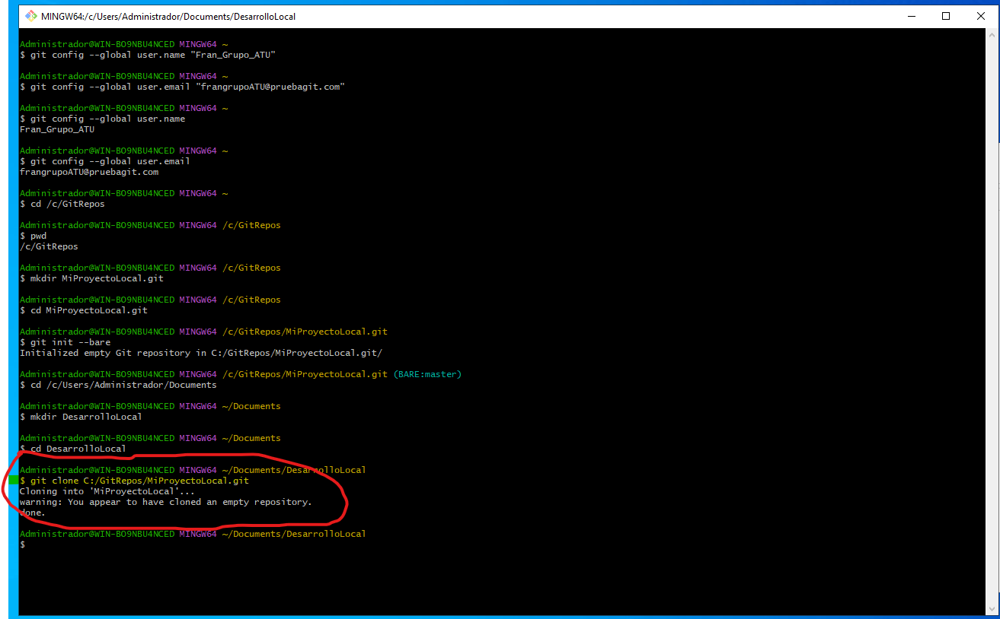 MINGW64:/c/Users/Administrador/Documents/DesarrolloLocal
Administrador@WIN-BO9NBU4NCED MINGW64 ~
$ git config --global user.name "Fran_Grupo_ATU"
Administrador@WIN-BO9NBU4NCED MINGW64 ~
$ git config --global user.email "frangrupoATU@pruebagit.com"
Administrador@WIN-BO9NBU4NCED MINGW64 ~
$ git config --global user.name
Fran_Grupo_ATU
Administrador@WIN-BO9NBU4NCED MINGW64 ~
$ git config --global user.email
frangrupoATU@pruebagit.com
Administrador@WIN-BO9NBU4NCED MINGW64 ~
$ cd /c/GitRepos
Administrador@WIN-BO9NBU4NCED MINGW64 /c/GitRepos
$ pwd
/c/GitRepos
Administrador@WIN-BO9NBU4NCED MINGW64 /c/GitRepos
$ mkdir MiProyectoLocal.git
Administrador@WIN-BO9NBU4NCED MINGW64 /c/GitRepos
$ cd MiProyectoLocal.git
Administrador@WIN-BO9NBU4NCED MINGW64 /c/GitRepos/MiProyectoLocal.git
$ git init --bare
Initialized empty Git repository in C:/GitRepos/MiProyectoLocal.git/
Administrador@WIN-BO9NBU4NCED MINGW64 /c/GitRepos/MiProyectoLocal.git (BARE:master)
$ cd /c/Users/Administrador/Documents
Administrador@WIN-BO9NBU4NCED MINGW64 ~/Documents
$ mkdir DesarrolloLocal
Administrador@WIN-BO9NBU4NCED MINGW64 ~/Documents
$ cd DesarrolloLocal
Administrador@WIN-BO9NBU4NCED MINGW64 ~/Documents/DesarrolloLocal
$ git clone C:/GitRepos/MiProyectoLocal.git
Cloning into 'MiProyectoLocal'...
warning: You appear to have cloned an empty repository.
done.
Administrador@WIN-BO9NBU4NCED MINGW64 ~/Documents/DesarrolloLocal
$